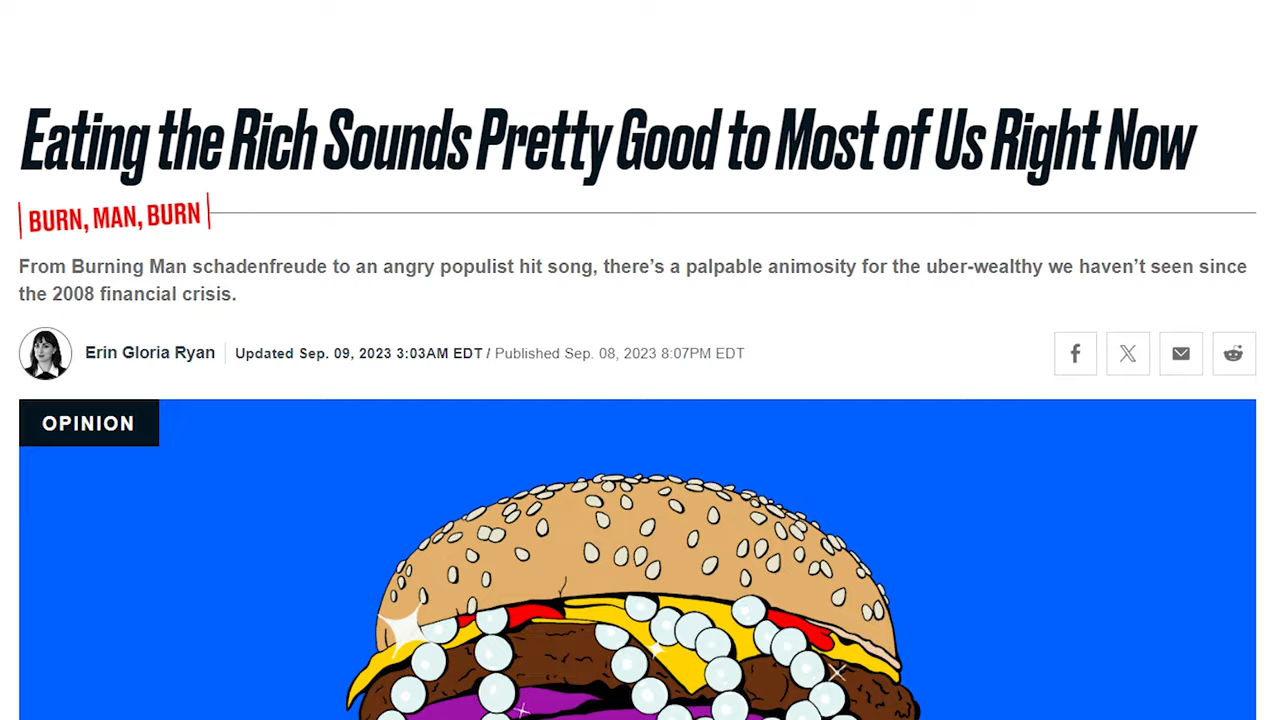 Eating the Rich Sounds Pretty Good to Most of Us Right Now
BURN, MAN, BURN
From Burning Man schadenfreude to an angry populist hit song, there's a palpable animosity for the uber-wealthy we haven't seen since
the 2008 financial crisis.
Erin Gloria Ryan Updated Sep. 09, 2023 3:03AM EDT / Published Sep. 08, 2023 8:07PM EDT
OPINION